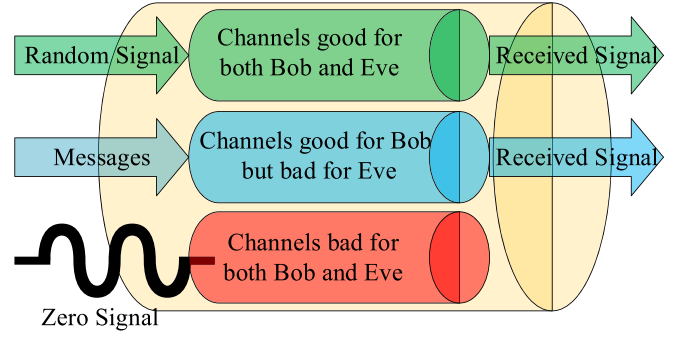 Random Signal
Channels good for
both Bob and Eve
Received Signal
Messages
Channels good for Bob
but bad for Eve
Received Signal
Zero Signal
Channels bad for
both Bob and Eve